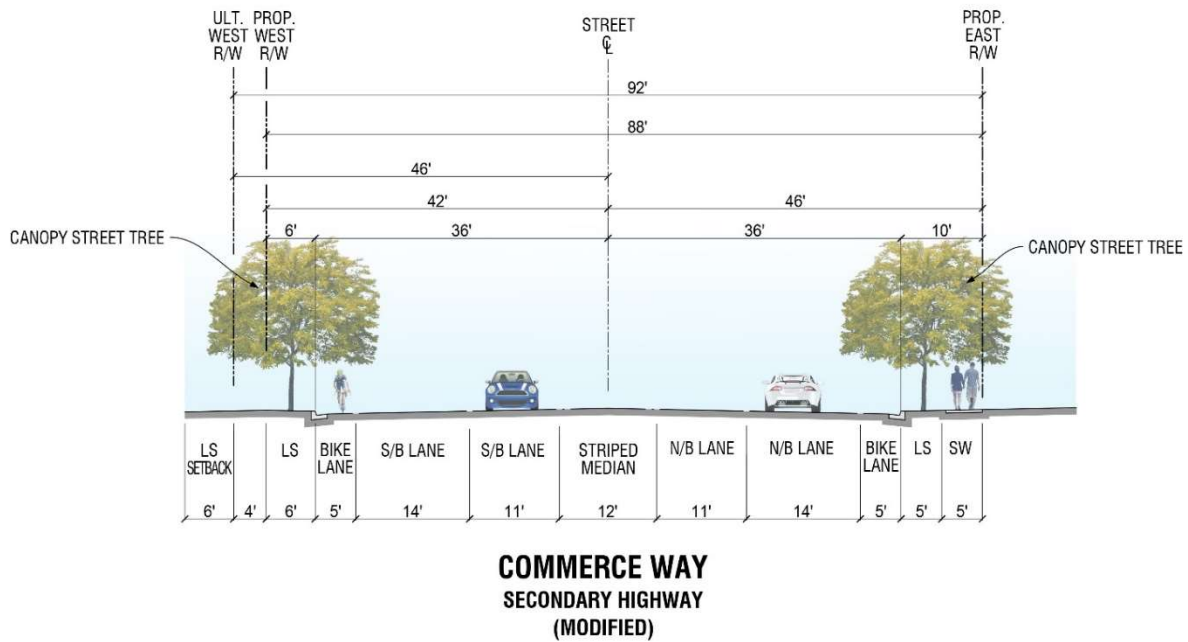 ULT.
WEST
R/W
PROP.
WEST
R/W
STREET
℄
PROP.
EAST
R/W
92'
88'
46'
42'
46'
6'
36'
36'
10'
CANOPY STREET TREE
CANOPY STREET TREE
LS
SETBACK
LS
BIKE
LANE
S/B LANE
S/B LANE
STRIPED
MEDIAN
N/B LANE
N/B LANE
BIKE
LANE
LS
SW
6'
4'
6'
5'
14'
11'
12'
11'
14'
5'
5'
5'
COMMERCE WAY
SECONDARY HIGHWAY
(MODIFIED)